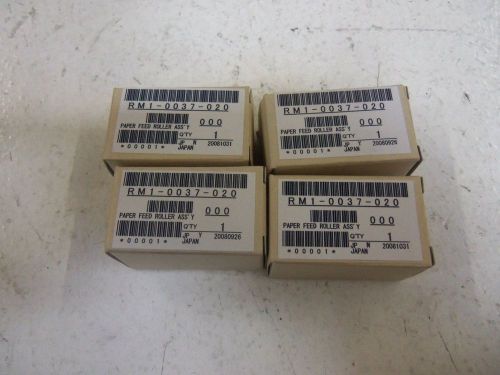 RM1-0037-020
000
PAPER FEED ROLLER ASS'Y
Q'TY 1
*00001*
JP N 20081031
JAPAN
RM1-0037-020
000
PAPER FEED ROLLER ASS'Y
Q'TY 1
*00001*
JP Y 20080926
JAPAN
RM1-0037-020
000
PAPER FEED ROLLER ASS'Y
Q'TY 1
*00001*
JP Y 20080926
JAPAN
RM1-0037-020
000
PAPER FEED ROLLER ASS'Y
Q'TY 1
*00001*
JP N 20081031
JAPAN